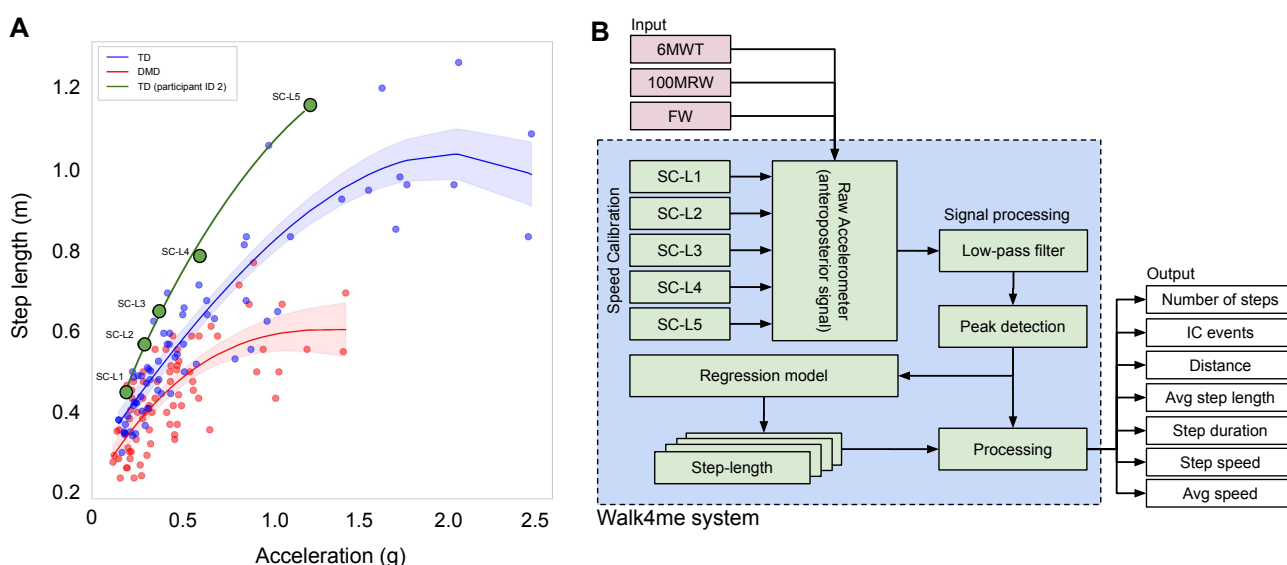 A
TD
DMD
TD (participant ID 2)
SC-L5
SC-L4
SC-L3
SC-L2
SC-L1
1.2
1.0
0.8
0.6
0.4
0.2
0
0.5
1.0
1.5
2.0
2.5
Step length (m)
Acceleration (g)
B
Input
6MWT
100MRW
FW
Speed Calibration
SC-L1
SC-L2
SC-L3
SC-L4
SC-L5
Raw Accelerometer
(anteroposterior signal)
Signal processing
Low-pass filter
Peak detection
Regression model
Step-length
Processing
Walk4me system
Output
Number of steps
IC events
Distance
Avg step length
Step duration
Step speed
Avg speed